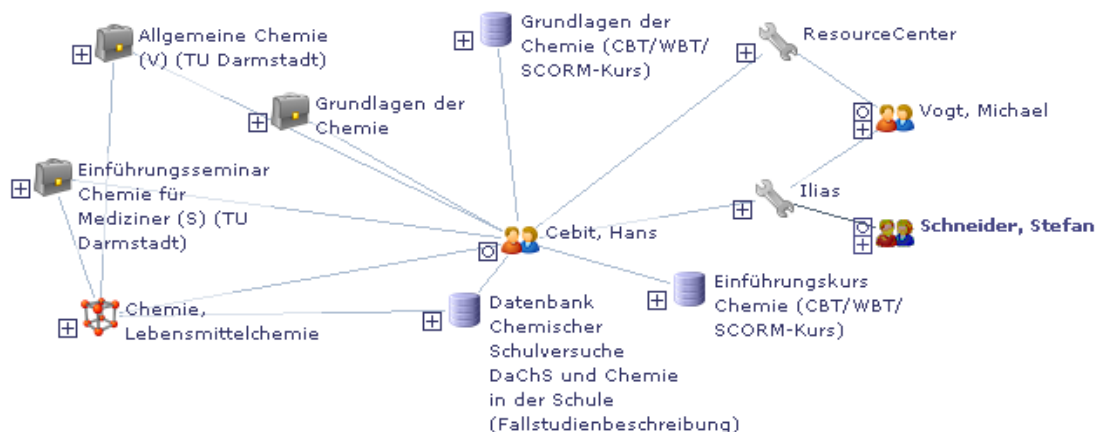 Allgemeine Chemie
(V) (TU Darmstadt)
Grundlagen der
Chemie (CBT/WBT/
SCORM-Kurs)
ResourceCenter
Grundlagen der
Chemie
Vogt, Michael
Einführungsseminar
Chemie für
Mediziner (S) (TU
Darmstadt)
Ilias
Cebit, Hans
Schneider, Stefan
Chemie,
Lebensmittelchemie
Datenbank
Chemischer
Schulversuche
DaChS und Chemie
in der Schule
(Fallstudienbeschreibung)
Einführungskurs
Chemie (CBT/WBT/
SCORM-Kurs)